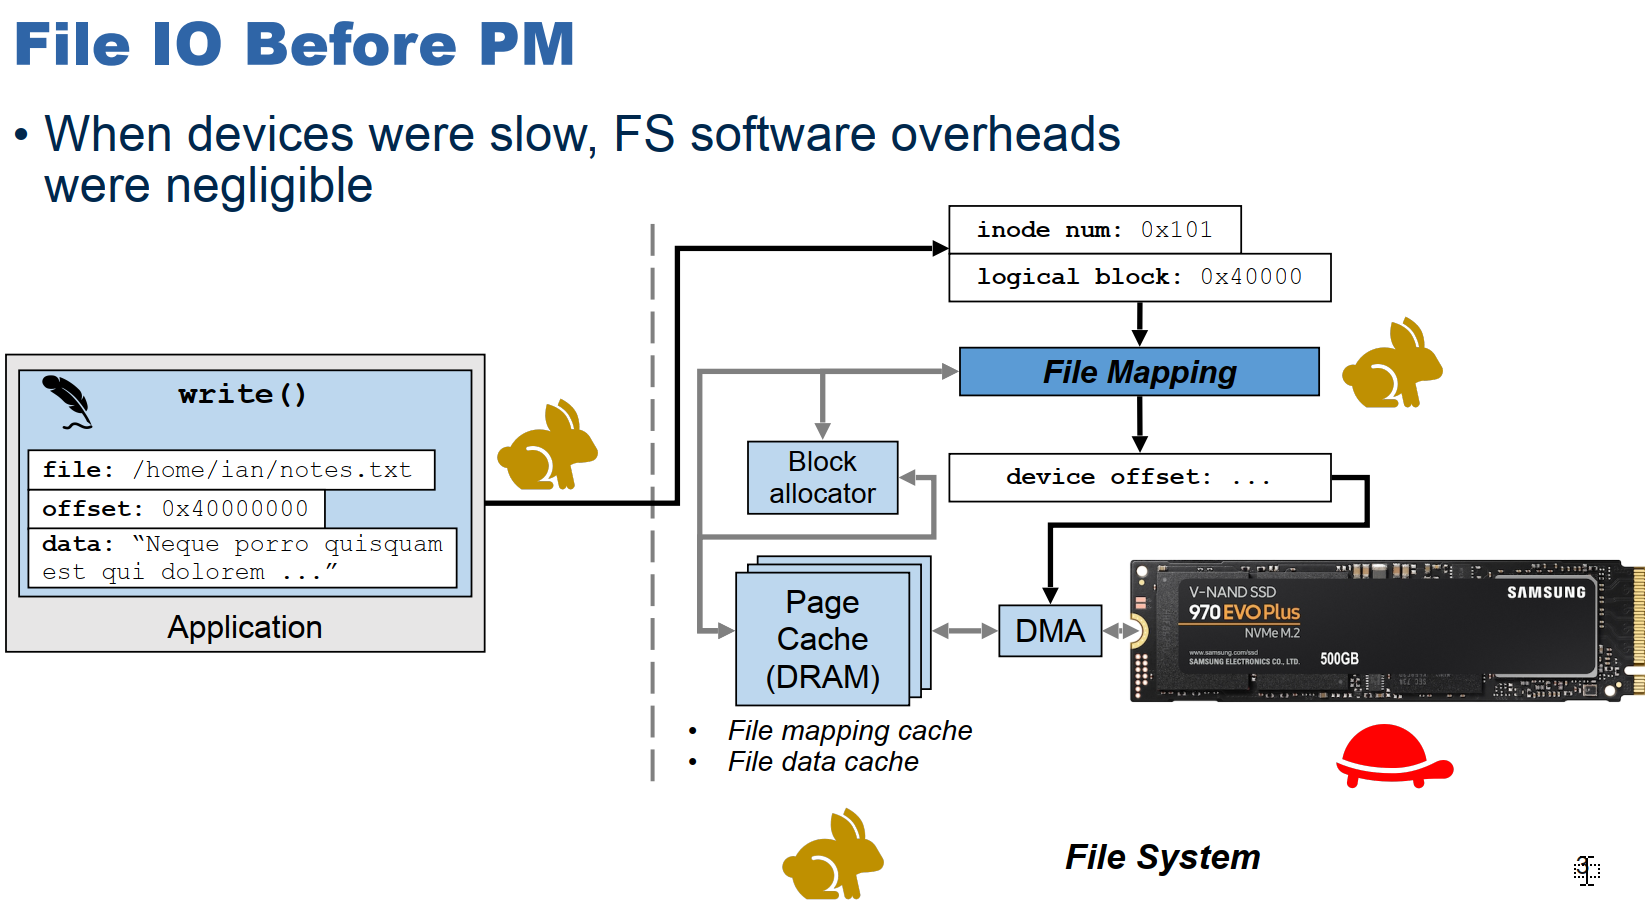 File IO Before PM
• When devices were slow, FS software overheads
were negligible
inode num: 0x101
logical block: 0x40000
File Mapping
write()
file: /home/ian/notes.txt
offset: 0x40000000
data: “Neque porro quisquam
est qui dolorem ...”
Application
Block
allocator
device offset: ...
Page
Cache
(DRAM)
DMA
V-NAND SSD
970 EVO Plus
NVMe M.2
www.samsung.com/ssd
SAMSUNG ELECTRONICS CO., LTD.
500GB
SAMSUNG
• File mapping cache
• File data cache
File System
3